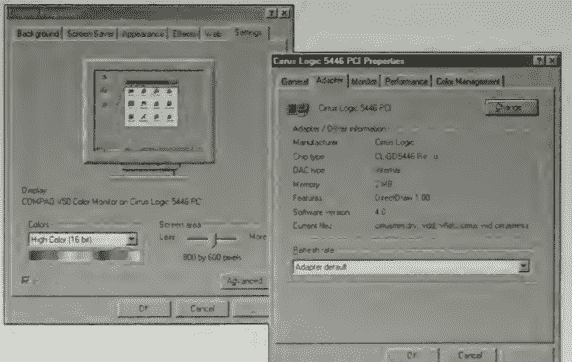 Background Screen Saver Appearance Effects Web Settings
Display
COMPAQ V50 Color Monitor on Cirrus Logic 5446 PCI
Colors
High Color (16 bit)
Screen area
Less More
800 by 600 pixels
Advanced
OK Cancel
Cirrus Logic 5446 PCI Properties
General Adapter Monitor Performance Color Management
Cirrus Logic 5446 PCI
Change
Adapter / Driver information
Manufacturer Cirrus Logic
Chip type CL-GD5446
DAC type Internal
Memory 2 MB
Features DirectDraw 1.00
Software version 4.0
Current files
Refresh rate
Adapter default
OK Cancel